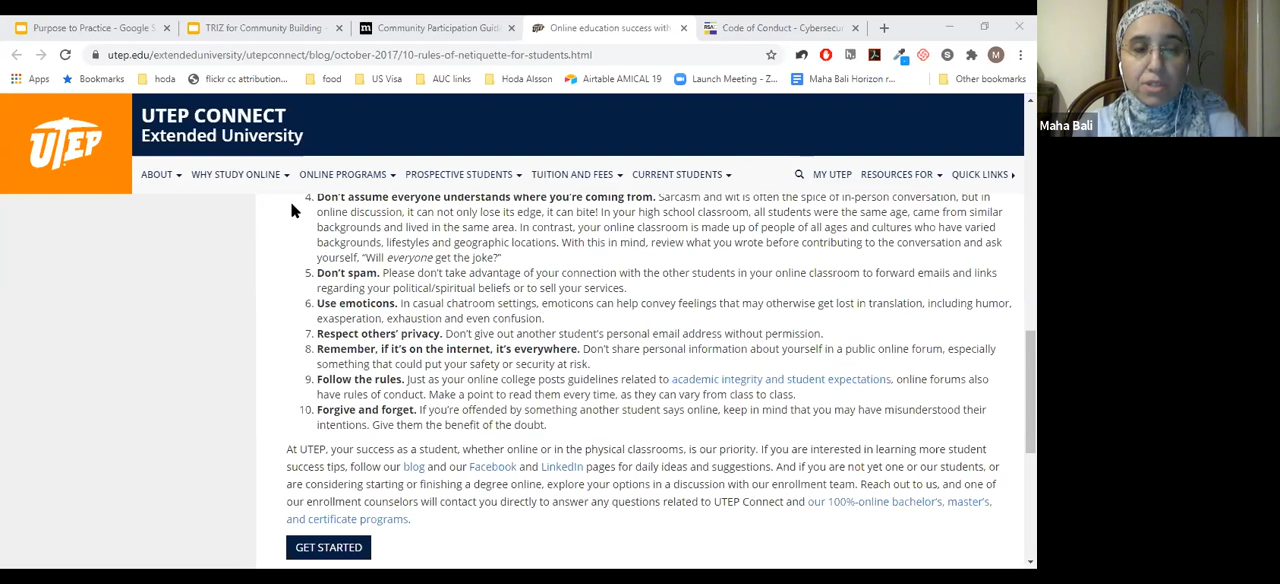 Purpose to Practice - Google S
TRIZ for Community Building -
Community Participation Guid
Online education success with
Code of Conduct - Cybersecur
utep.edu/extendeduniversity/utepconnect/blog/october-2017/10-rules-of-netiquette-for-students.html
M
Apps
Bookmarks
hoda
flickr cc attribution...
food
US Visa
AUC links
Hoda AIsson
Airtable AMICAL 19
Launch Meeting - Z...
Maha Bali Horizon r...
Other bookmarks
Maha Bali
UTEP
UTEP CONNECT
Extended University
ABOUT
WHY STUDY ONLINE
ONLINE PROGRAMS
PROSPECTIVE STUDENTS
TUITION AND FEES
CURRENT STUDENTS
MY UTEP
RESOURCES FOR
QUICK LINKS
4. Don't assume everyone understands where you're coming from. Sarcasm and wit is often the spice of in-person conversation, but in
online discussion, it can not only lose its edge, it can bite! In your high school classroom, all students were the same age, came from similar
backgrounds and lived in the same area. In contrast, your online classroom is made up of people of all ages and cultures who have varied
backgrounds, lifestyles and geographic locations. With this in mind, review what you wrote before contributing to the conversation and ask
yourself, "Will everyone get the joke?"
5. Don't spam. Please don't take advantage of your connection with the other students in your online classroom to forward emails and links
regarding your political/spiritual beliefs or to sell your services.
6. Use emoticons. In casual chatroom settings, emoticons can help convey feelings that may otherwise get lost in translation, including humor,
exasperation, exhaustion and even confusion.
7. Respect others' privacy. Don't give out another student's personal email address without permission.
8. Remember, if it's on the internet, it's everywhere. Don't share personal information about yourself in a public online forum, especially
something that could put your safety or security at risk.
9. Follow the rules. Just as your online college posts guidelines related to academic integrity and student expectations, online forums also
have rules of conduct. Make a point to read them every time, as they can vary from class to class.
10. Forgive and forget. If you're offended by something another student says online, keep in mind that you may have misunderstood their
intentions. Give them the benefit of the doubt.
At UTEP, your success as a student, whether online or in the physical classrooms, is our priority. If you are interested in learning more student
success tips, follow our blog and our Facebook and LinkedIn pages for daily ideas and suggestions. And if you are not yet one or our students, or
are considering starting or finishing a degree online, explore your options in a discussion with our enrollment team. Reach out to us, and one of
our enrollment counselors will contact you directly to answer any questions related to UTEP Connect and our 100%-online bachelor's, master's,
and certificate programs.
GET STARTED